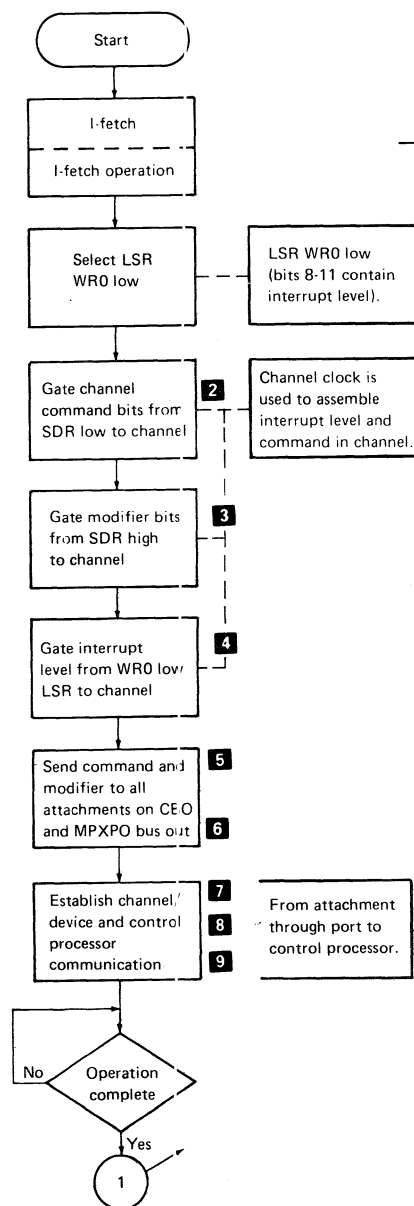 Start
I-fetch
I-fetch operation
Select LSR
WR0 low
LSR WR0 low
(bits 8-11 contain
interrupt level).
Gate channel
command bits from
SDR low to channel
2
Channel clock is
used to assemble
interrupt level and
command in channel.
Gate modifier bits
from SDR high
to channel
3
Gate interrupt
level from WR0 low/
LSR to channel
4
Send command and
modifier to all
attachments on CBO
and MPXPO bus out
5
6
Establish channel/
device and control
processor
communication
7
8
9
From attachment
through port to
control processor.
No
Operation
complete
Yes
1